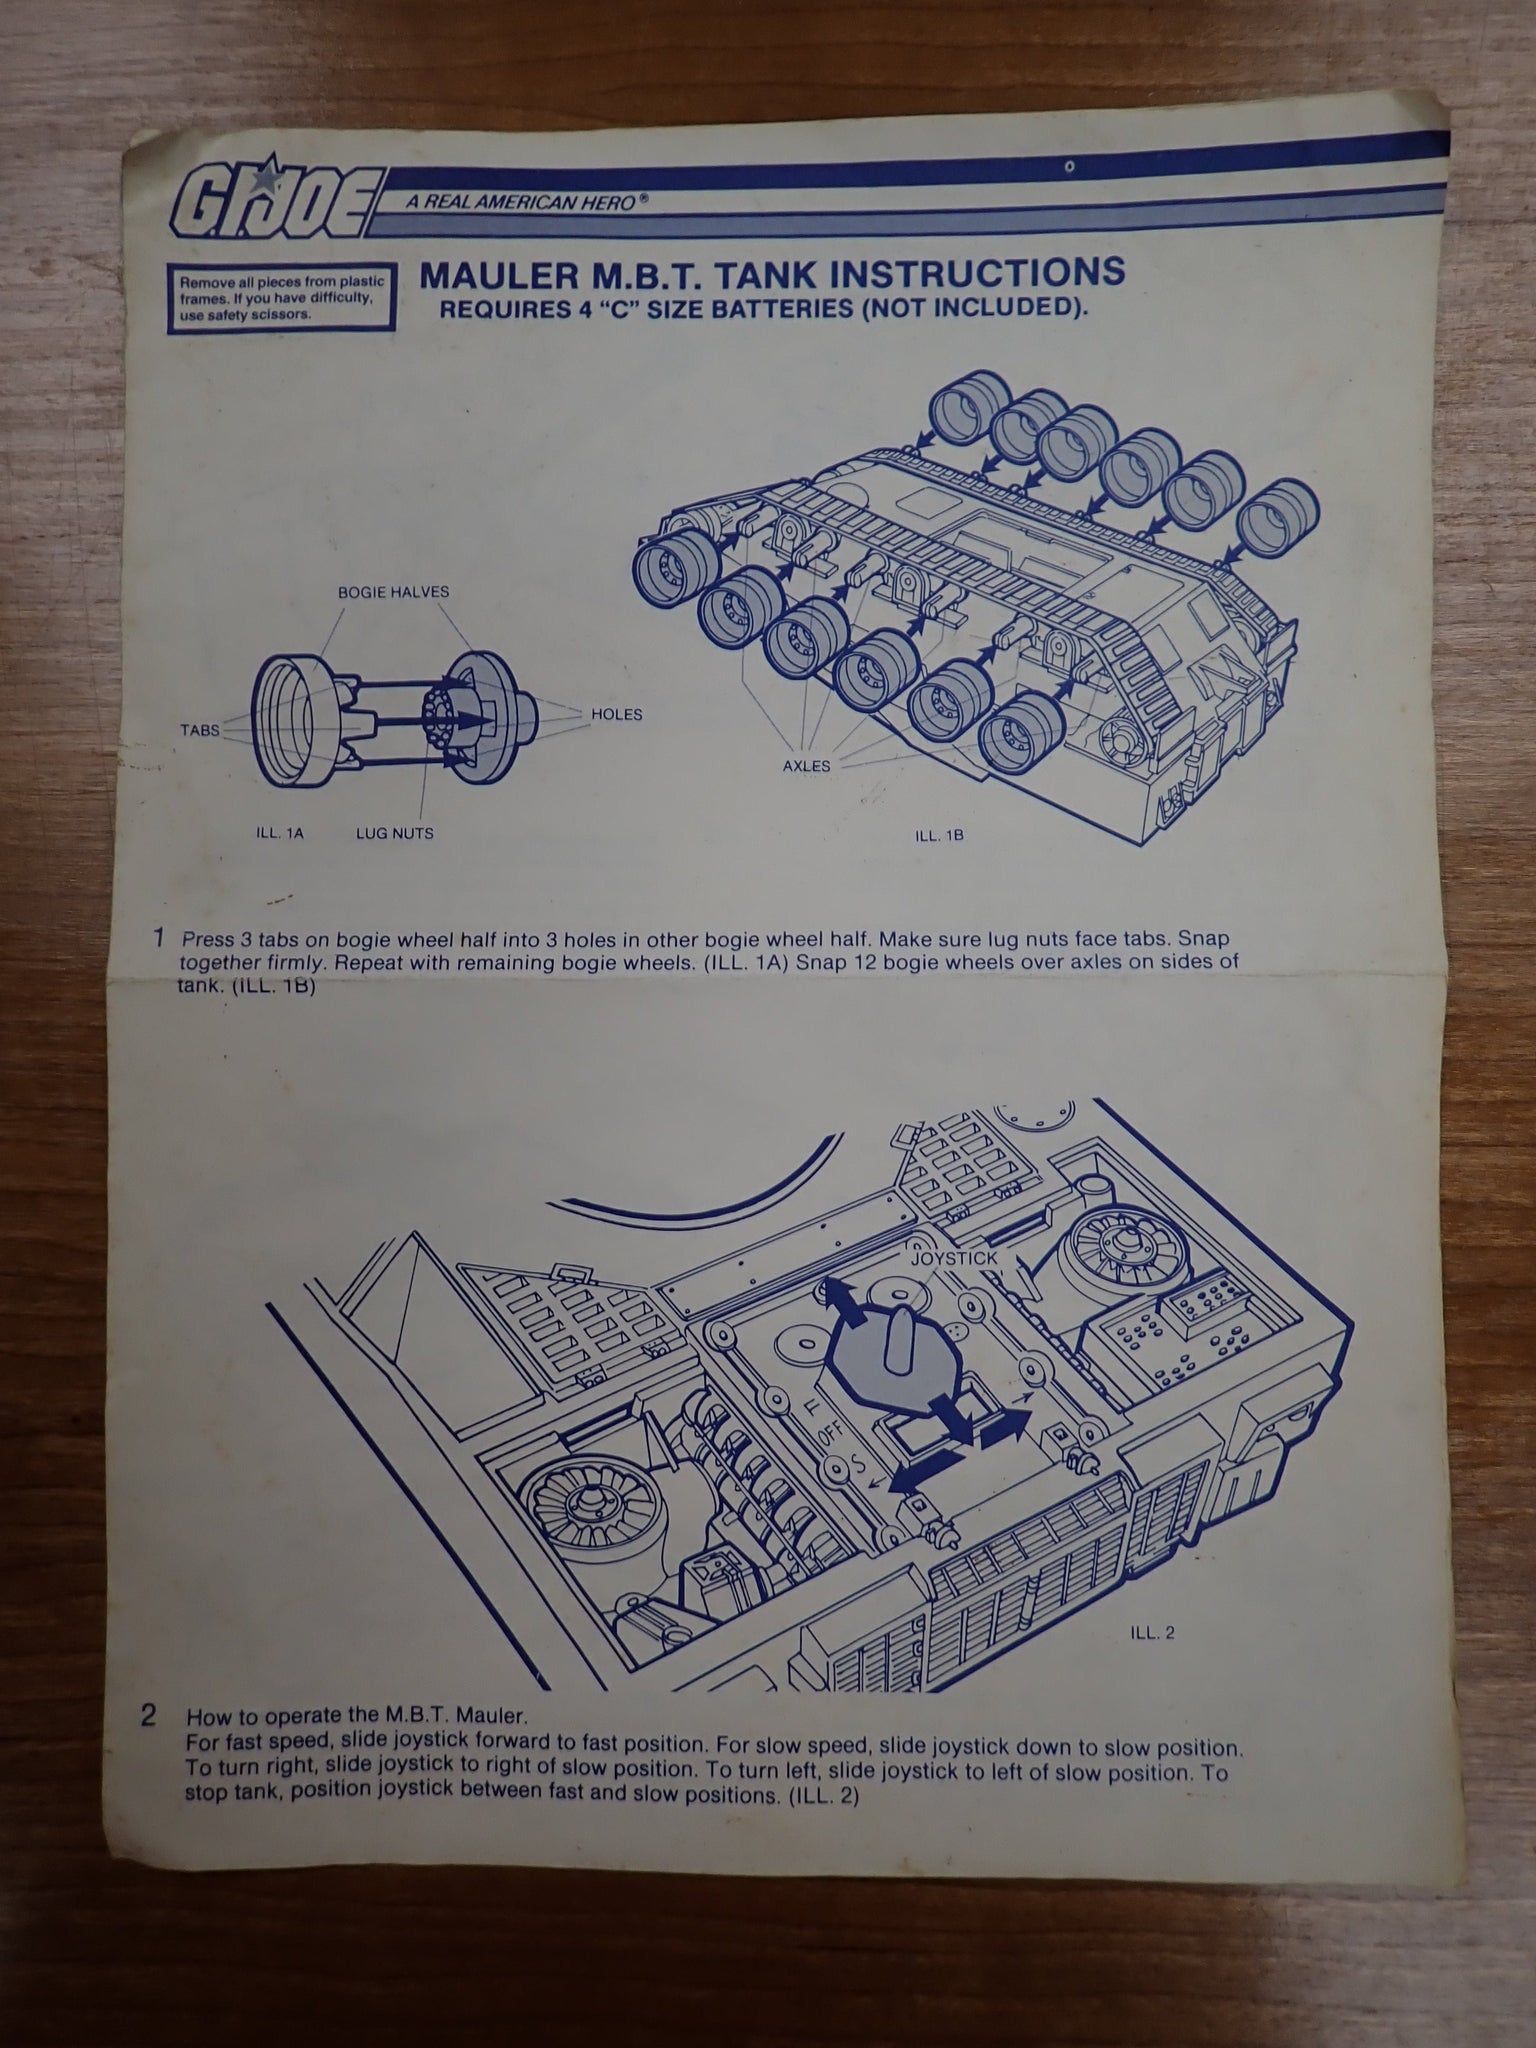 G.I. JOE
A REAL AMERICAN HERO®
Remove all pieces from plastic
frames. If you have difficulty,
use safety scissors.
MAULER M.B.T. TANK INSTRUCTIONS
REQUIRES 4 “C” SIZE BATTERIES (NOT INCLUDED).
BOGIE HALVES
TABS
HOLES
LUG NUTS
ILL. 1A
AXLES
ILL. 1B
1 Press 3 tabs on bogie wheel half into 3 holes in other bogie wheel half. Make sure lug nuts face tabs. Snap
together firmly. Repeat with remaining bogie wheels. (ILL. 1A) Snap 12 bogie wheels over axles on sides of
tank. (ILL. 1B)
JOYSTICK
F
OFF
S
ILL. 2
2 How to operate the M.B.T. Mauler.
For fast speed, slide joystick forward to fast position. For slow speed, slide joystick down to slow position.
To turn right, slide joystick to right of slow position. To turn left, slide joystick to left of slow position. To
stop tank, position joystick between fast and slow positions. (ILL. 2)